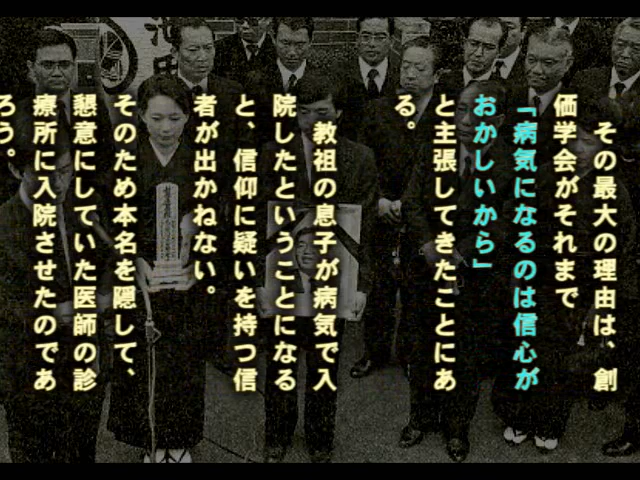 その最大の理由は、創
価学会がそれまで
「病気になるのは信心が
おかしいから」
と主張してきたことにあ
る。
教祖の息子が病気で入
院したということになる
と、信仰に疑いを持つ信
者が出かねない。
そのため本名を隠して、
懇意にしていた医師の診
療所に入院させたのであ
ろう。